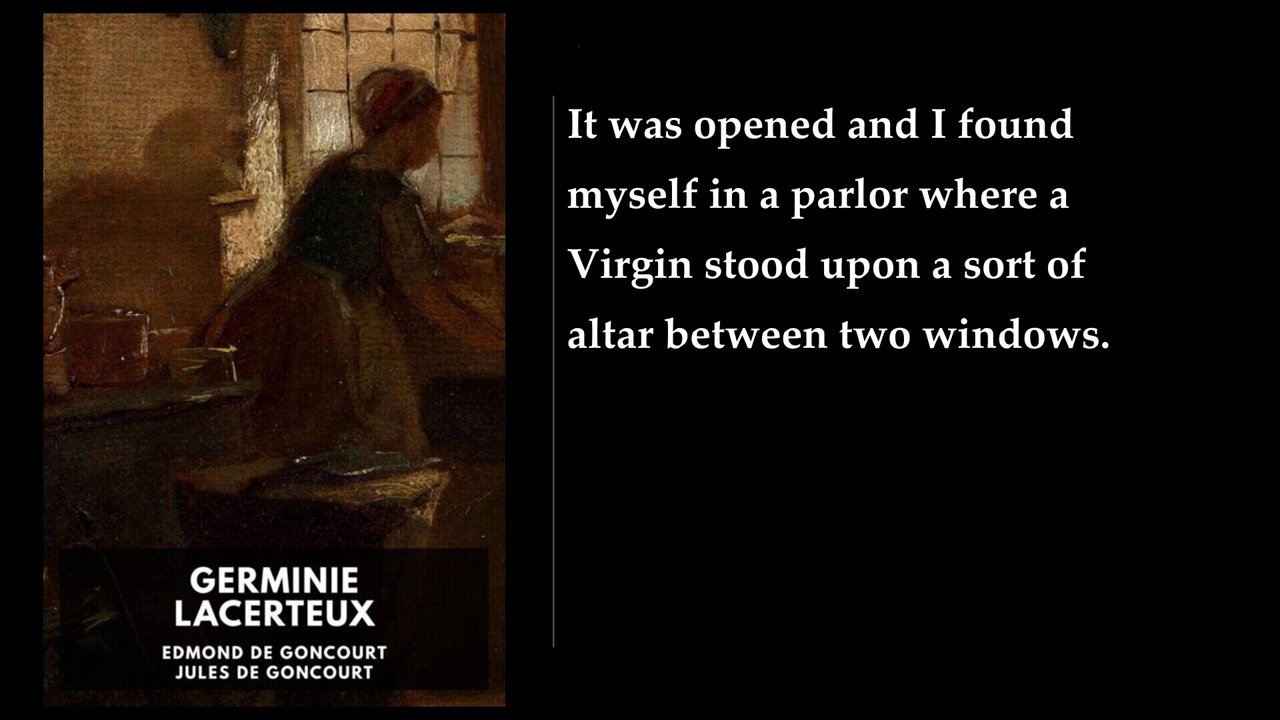 It was opened and I found
myself in a parlor where a
Virgin stood upon a sort of
altar between two windows.
GERMINIE
LACERTEUX
EDMOND DE GONCOURT
JULES DE GONCOURT